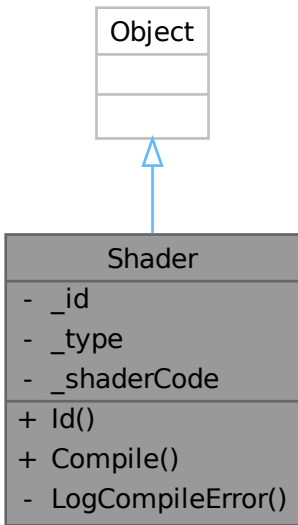 Object
Shader
- _id
- _type
- _shaderCode
+ Id()
+ Compile()
- LogCompileError()